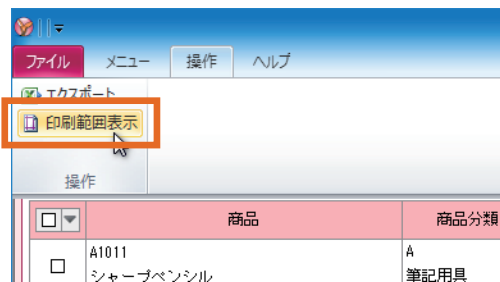 ファイル メニュー 操作 ヘルプ
エクスポート
印刷範囲表示
操作
商品 商品分類
A1011 A
シャープペンシル 筆記用具